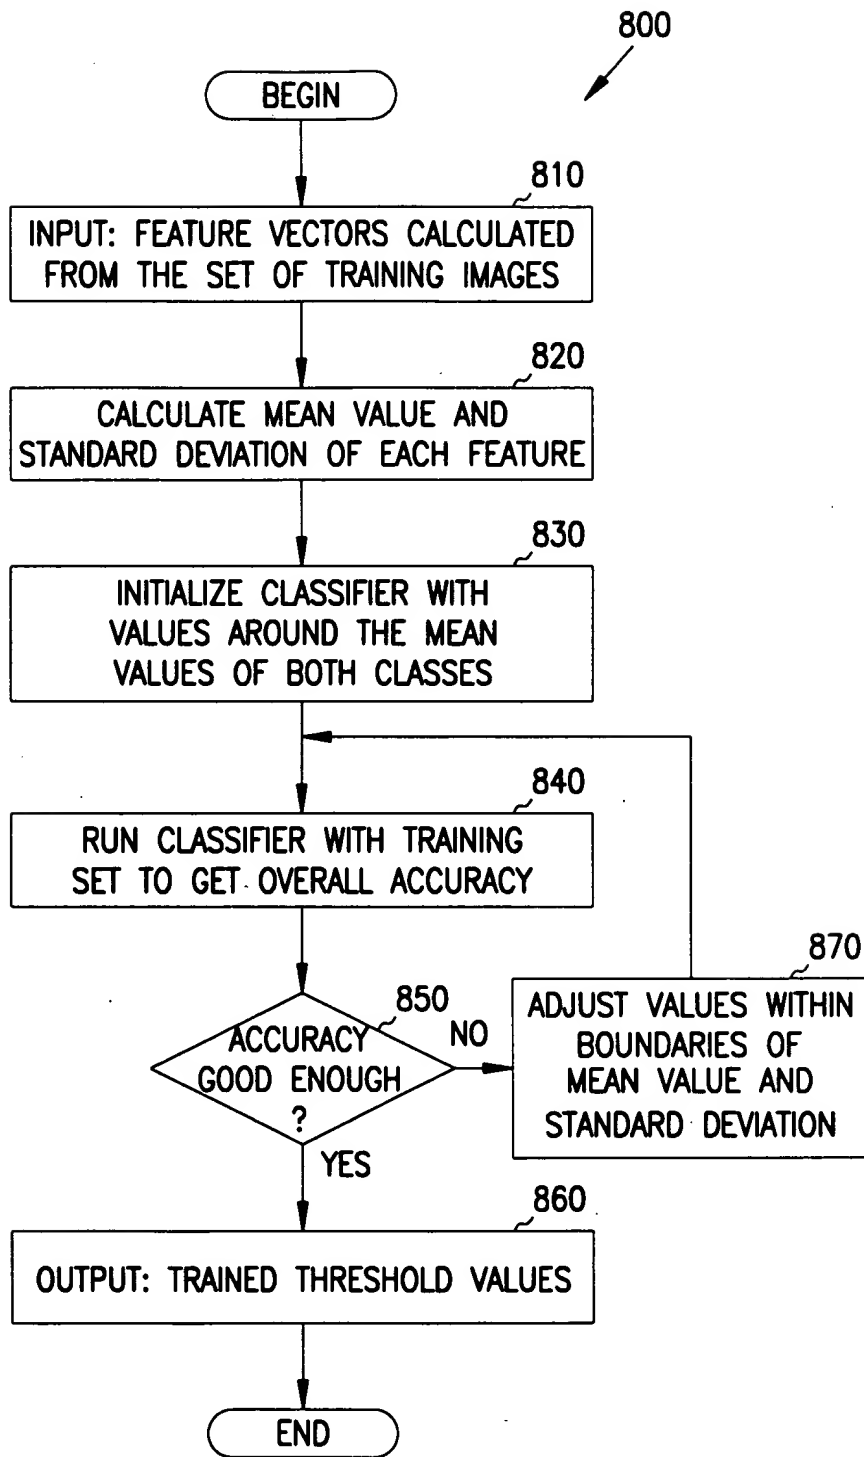 800
BEGIN
810
INPUT: FEATURE VECTORS CALCULATED
FROM THE SET OF TRAINING IMAGES
820
CALCULATE MEAN VALUE AND
STANDARD DEVIATION OF EACH FEATURE
830
INITIALIZE CLASSIFIER WITH
VALUES AROUND THE MEAN
VALUES OF BOTH CLASSES
840
RUN CLASSIFIER WITH TRAINING
SET TO GET OVERALL ACCURACY
850
ACCURACY
GOOD ENOUGH
?
NO
870
ADJUST VALUES WITHIN
BOUNDARIES OF
MEAN VALUE AND
STANDARD DEVIATION
YES
860
OUTPUT: TRAINED THRESHOLD VALUES
END